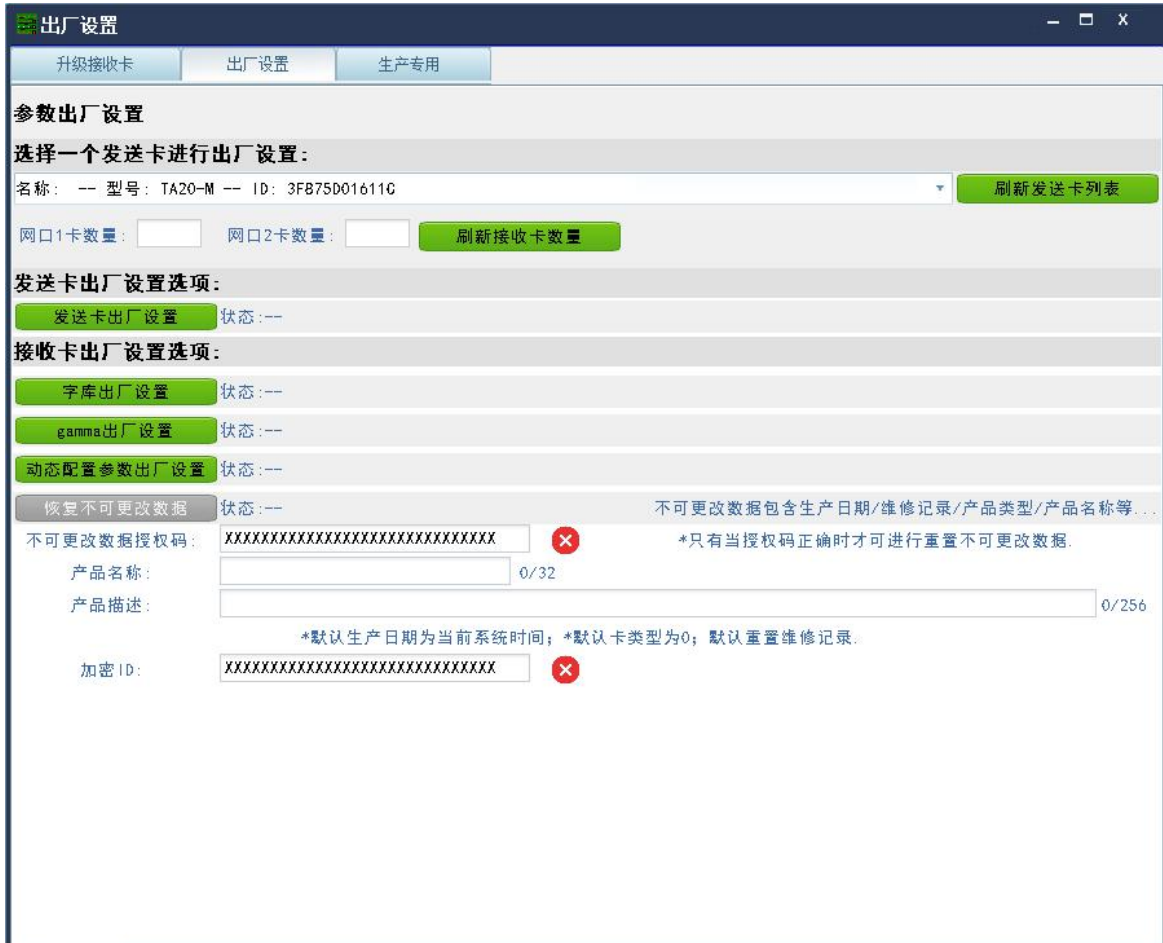 出厂设置
升级接收卡 出厂设置 生产专用
参数出厂设置
选择一个发送卡进行出厂设置:
名称: -- 型号: TA20-M -- ID: 3FB75D01611G 刷新发送卡列表
网口1卡数量: 网口2卡数量: 刷新接收卡数量
发送卡出厂设置选项:
发送卡出厂设置 状态:--
接收卡出厂设置选项:
字库出厂设置 状态:--
gamma出厂设置 状态:--
动态配置参数出厂设置 状态:--
恢复不可更改数据 状态:-- 不可更改数据包含生产日期/维修记录/产品类型/产品名称等...
不可更改数据授权码: XXXXXXXXXXXXXXXXXXXXXXXXXXXXXX *只有当授权码正确时才可进行重置不可更改数据.
产品名称: 0/32
产品描述: 0/256
*默认生产日期为当前系统时间; *默认卡类型为0; 默认重置维修记录.
加密ID: XXXXXXXXXXXXXXXXXXXXXXXXXXXXXX